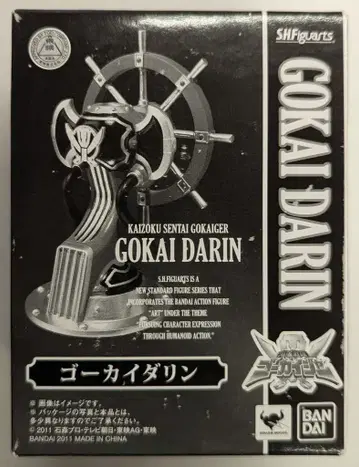 S.H.Figuarts
GOKAI DARIN
KAIZOKU SENTAI GOKAIGER
GOKAI DARIN
S.H.FIGUARTS IS A
NEW STANDARD FIGURE SERIES THAT
INCORPORATES THE BANDAI ACTION FIGURE
"ART" UNDER THE THEME
"PURSUING CHARACTER EXPRESSION
THROUGH HUMANOID ACTION."
ゴーカイダリン
ゴーカイジャー
※画像はイメージです。
※パッケージの写真と本品とは、
多少異なりますのでご了承ください。
© 2011 石森プロ・テレビ朝日・東映AG・東映
BANDAI 2011 MADE IN CHINA
BAN
DAI